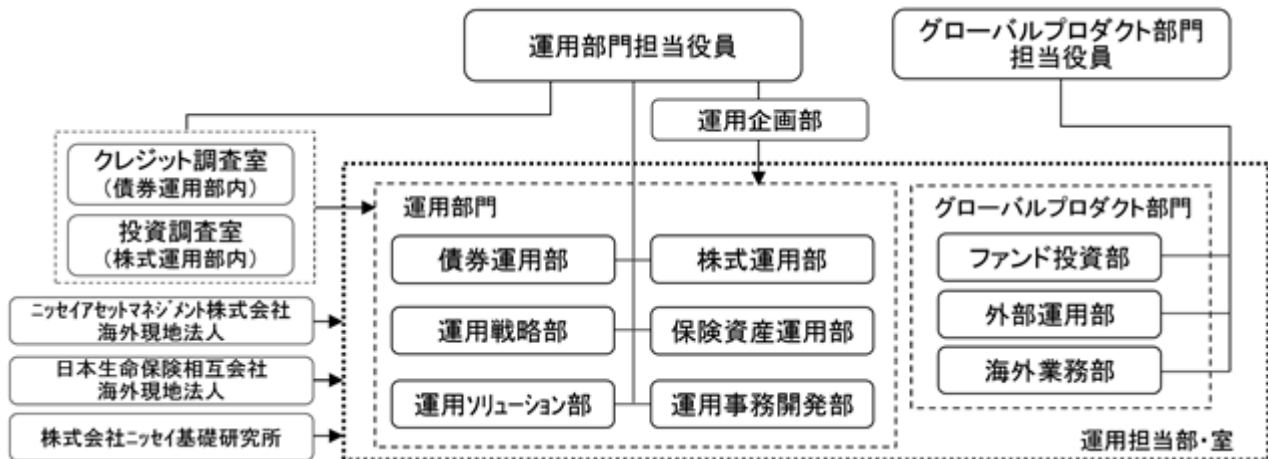 運用部門担当役員
グローバルプロダクト部門
担当役員
運用企画部
クレジット調査室
(債券運用部内)
投資調査室
(株式運用部内)
ニッセイアセットマネジメント株式会社
海外現地法人
日本生命保険相互会社
海外現地法人
株式会社ニッセイ基礎研究所
運用部門
債券運用部
株式運用部
運用戦略部
保険資産運用部
運用ソリューション部
運用事務開発部
グローバルプロダクト部門
ファンド投資部
外部運用部
海外業務部
運用担当部・室